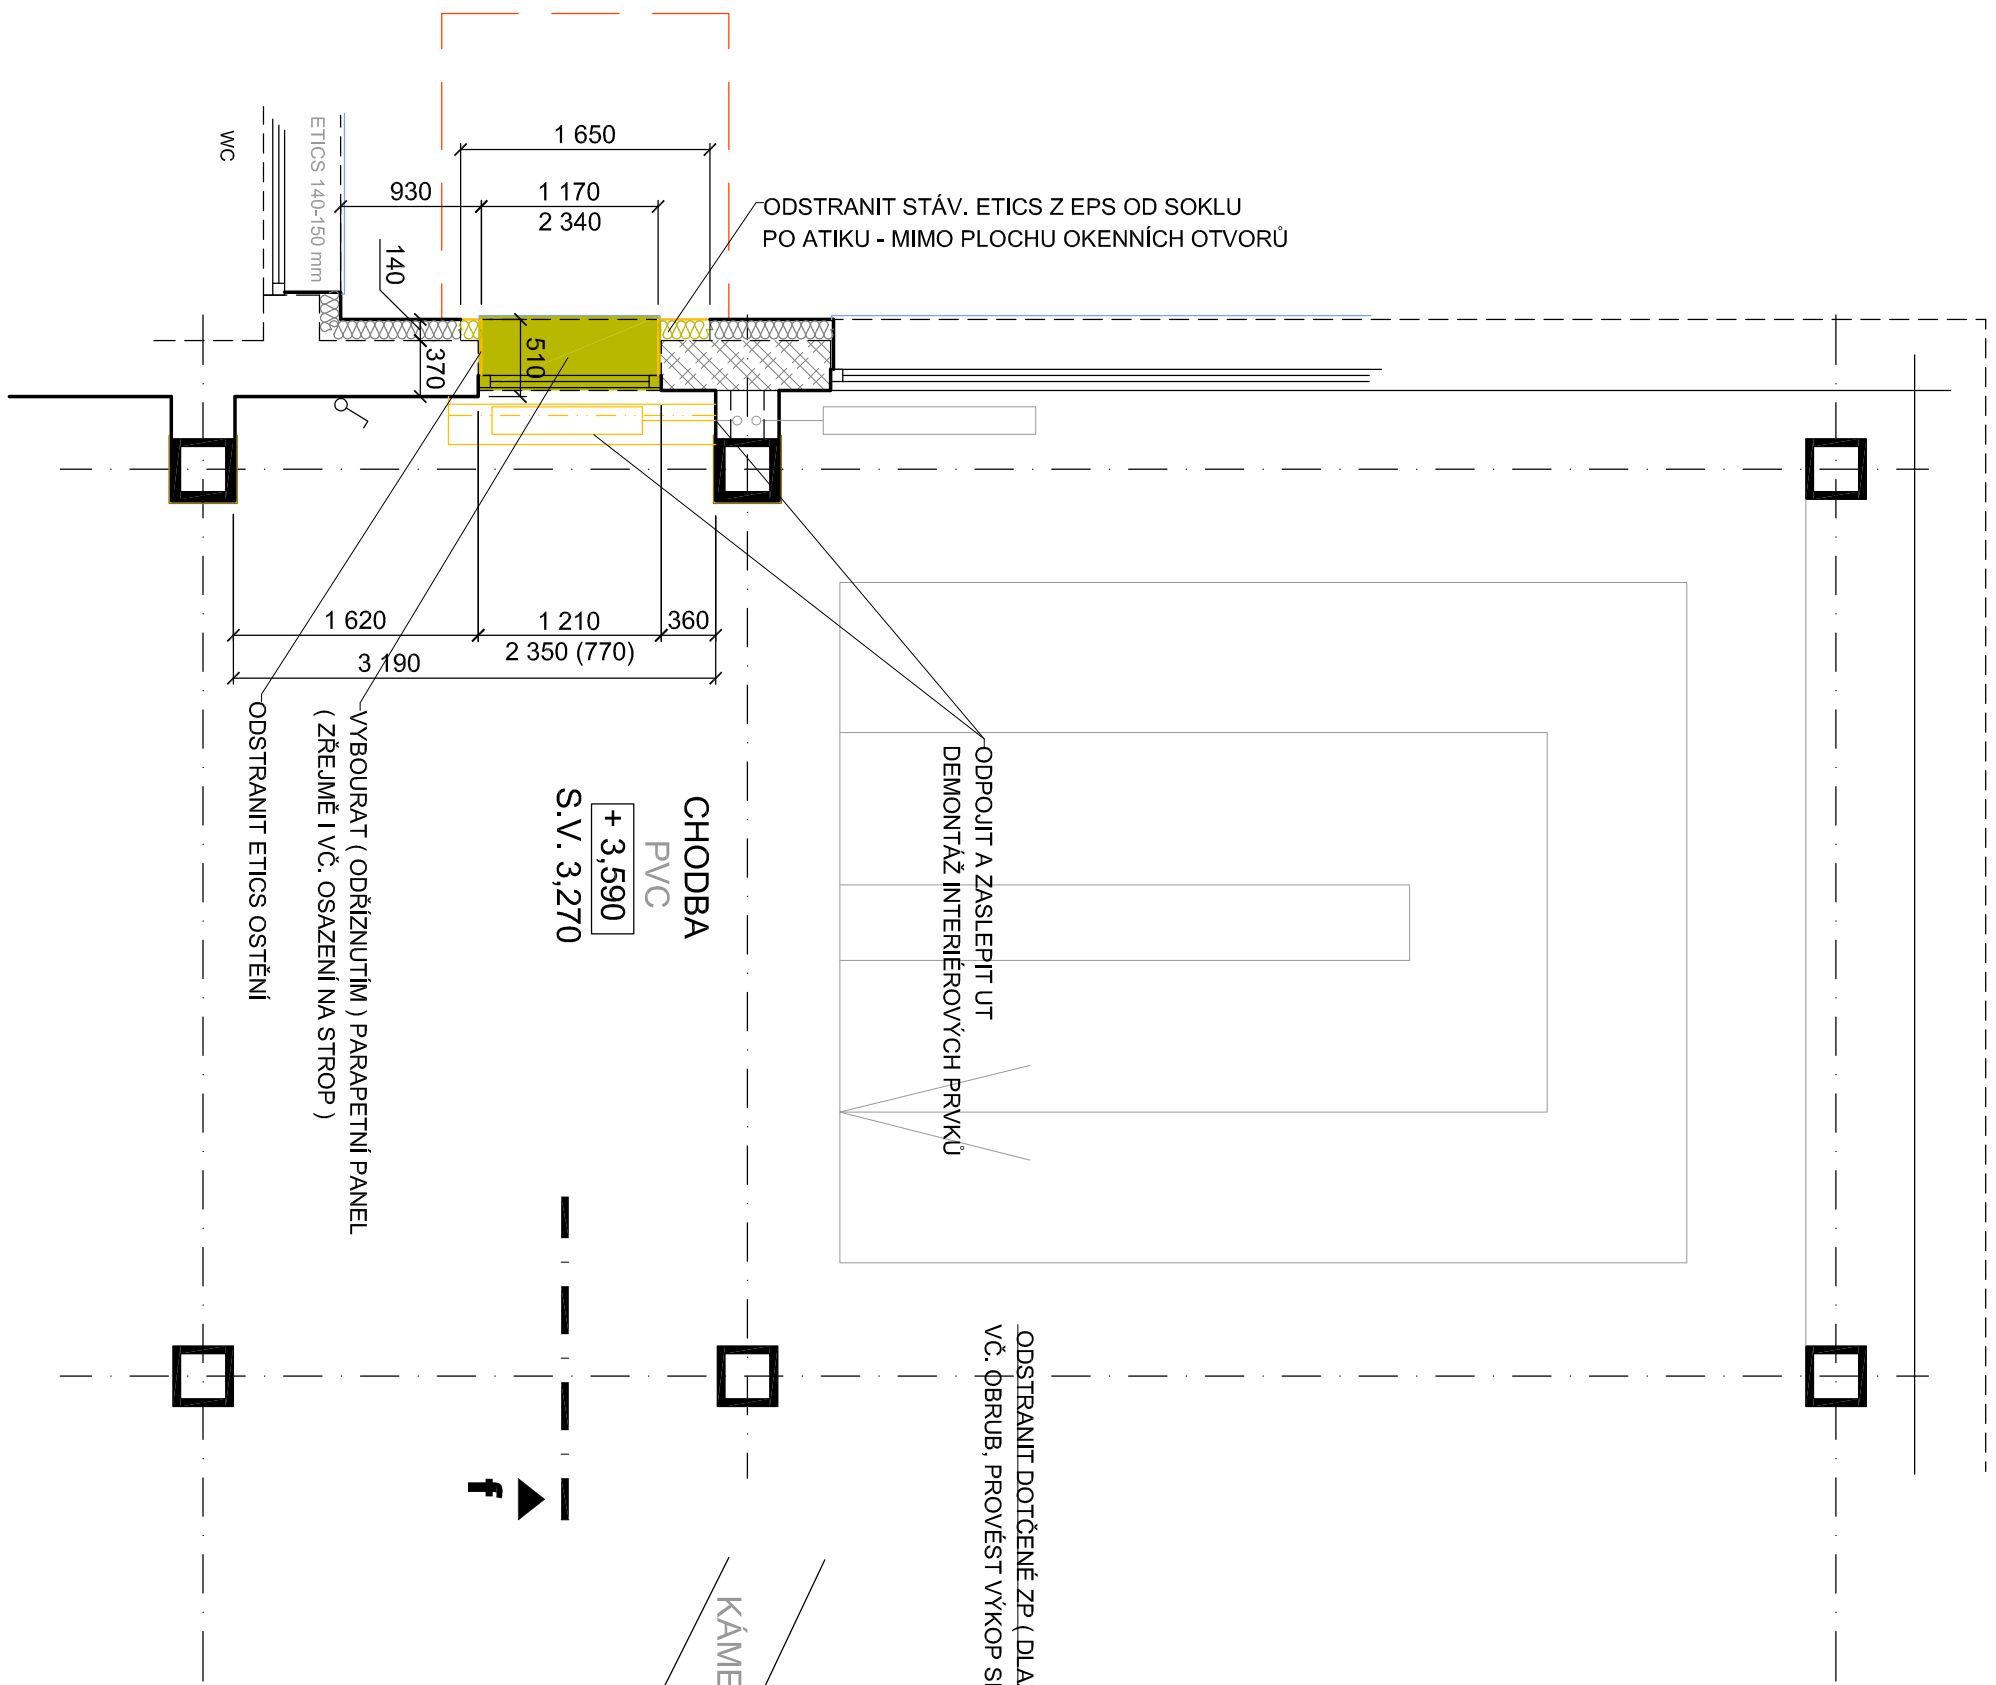 1 650
930
1 170
2 340
ODSTRANIT STÁV. ETICS Z EPS OD SOKLU
PO ATIKU - MIMO PLOCHU OKENNÍCH OTVORŮ
WC
ETICS 140-150 mm
140
370
510
1 620
1 210
360
2 350 (770)
3 190
ODSTRANIT ETICS OSTĚNÍ
VYBOURAT ( ODŘÍZNUTÍM ) PARAPETNÍ PANEL
( ZŘEJMĚ I VČ. OSAZENÍ NA STROP )
CHODBA
PVC
+ 3,590
S.V. 3,270
ODPOJIT A ZASLEPIT UT
DEMONTÁŽ INTERIÉROVÝCH PRVKŮ
ODSTRANIT DOTČENÉ ZP ( DLA
VČ. OBRUB, PROVÉST VÝKOP
f
KÁME